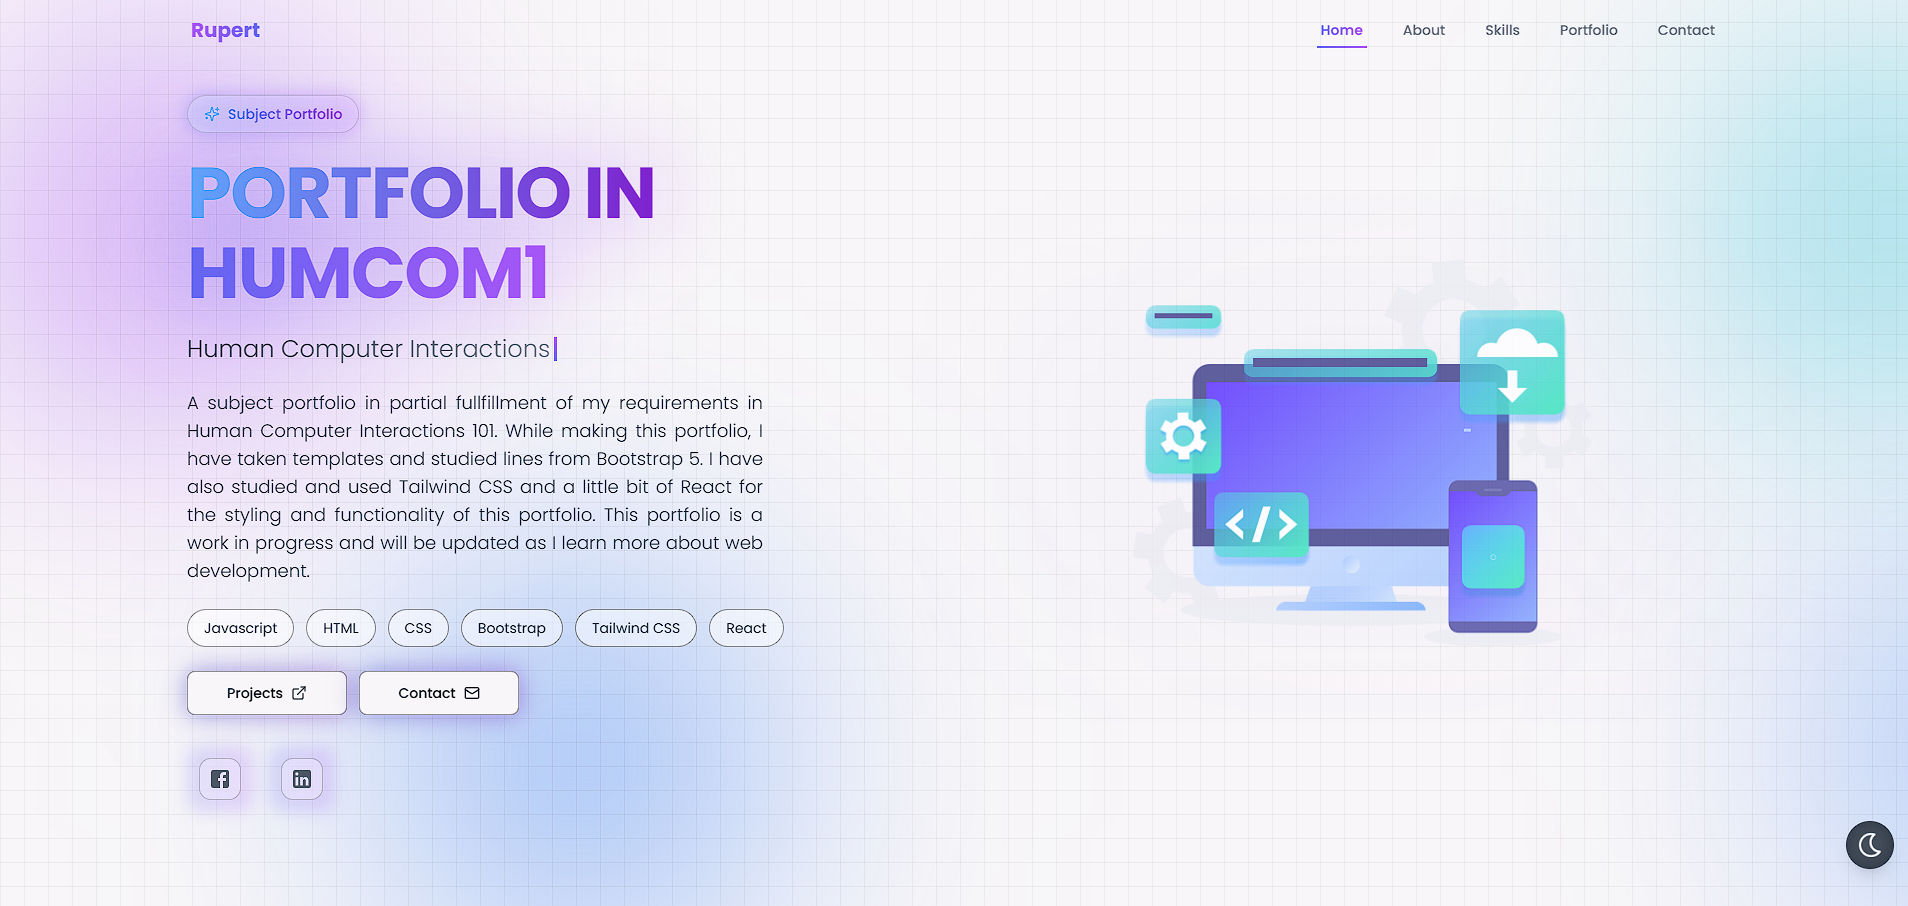 Rupert
Home About Skills Portfolio Contact
Subject Portfolio
PORTFOLIO IN
HUMCOM1
Human Computer Interactions
A subject portfolio in partial fullfillment of my requirements in
Human Computer Interactions 101. While making this portfolio, I
have taken templates and studied lines from Bootstrap 5. I have
also studied and used Tailwind CSS and a little bit of React for
the styling and functionality of this portfolio. This portfolio is a
work in progress and will be updated as I learn more about web
development.
Javascript HTML CSS Bootstrap Tailwind CSS React
Projects Contact